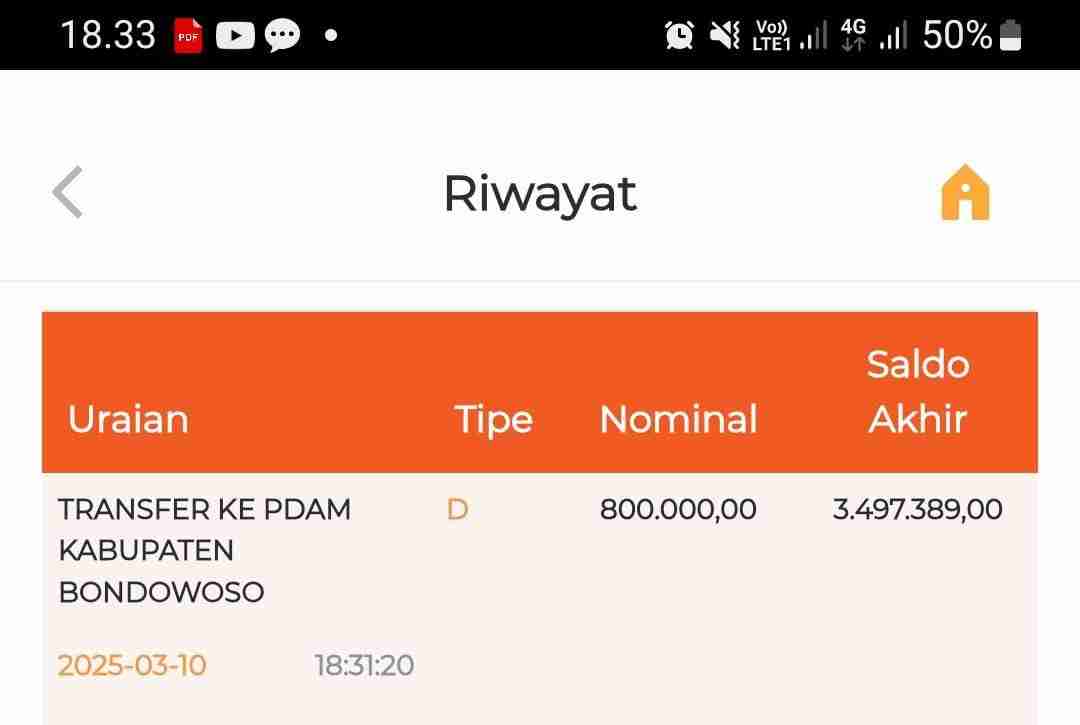 18.33 PDF Vo)) LTE1 4G 50%
Riwayat
Uraian Tipe Nominal Saldo Akhir
TRANSFER KE PDAM D 800.000,00 3.497.389,00
KABUPATEN
BONDOWOSO
2025-03-10 18:31:20